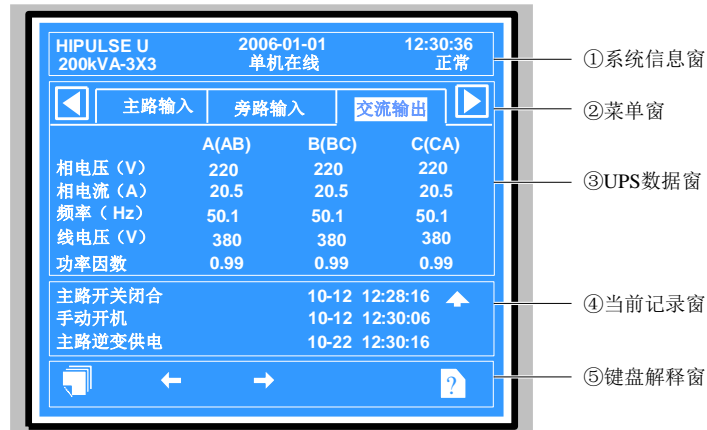 HIPULSE U 2006-01-01 12:30:36
200kVA-3X3 单机在线 正常
主路输入 旁路输入 交流输出
A(AB) B(BC) C(CA)
相电压（V） 220 220 220
相电流（A） 20.5 20.5 20.5
频率（Hz） 50.1 50.1 50.1
线电压（V） 380 380 380
功率因数 0.99 0.99 0.99
主路开关闭合 10-12 12:28:16
手动开机 10-12 12:30:06
主路逆变供电 10-22 12:30:16
?
①系统信息窗
②菜单窗
③UPS数据窗
④当前记录窗
⑤键盘解释窗